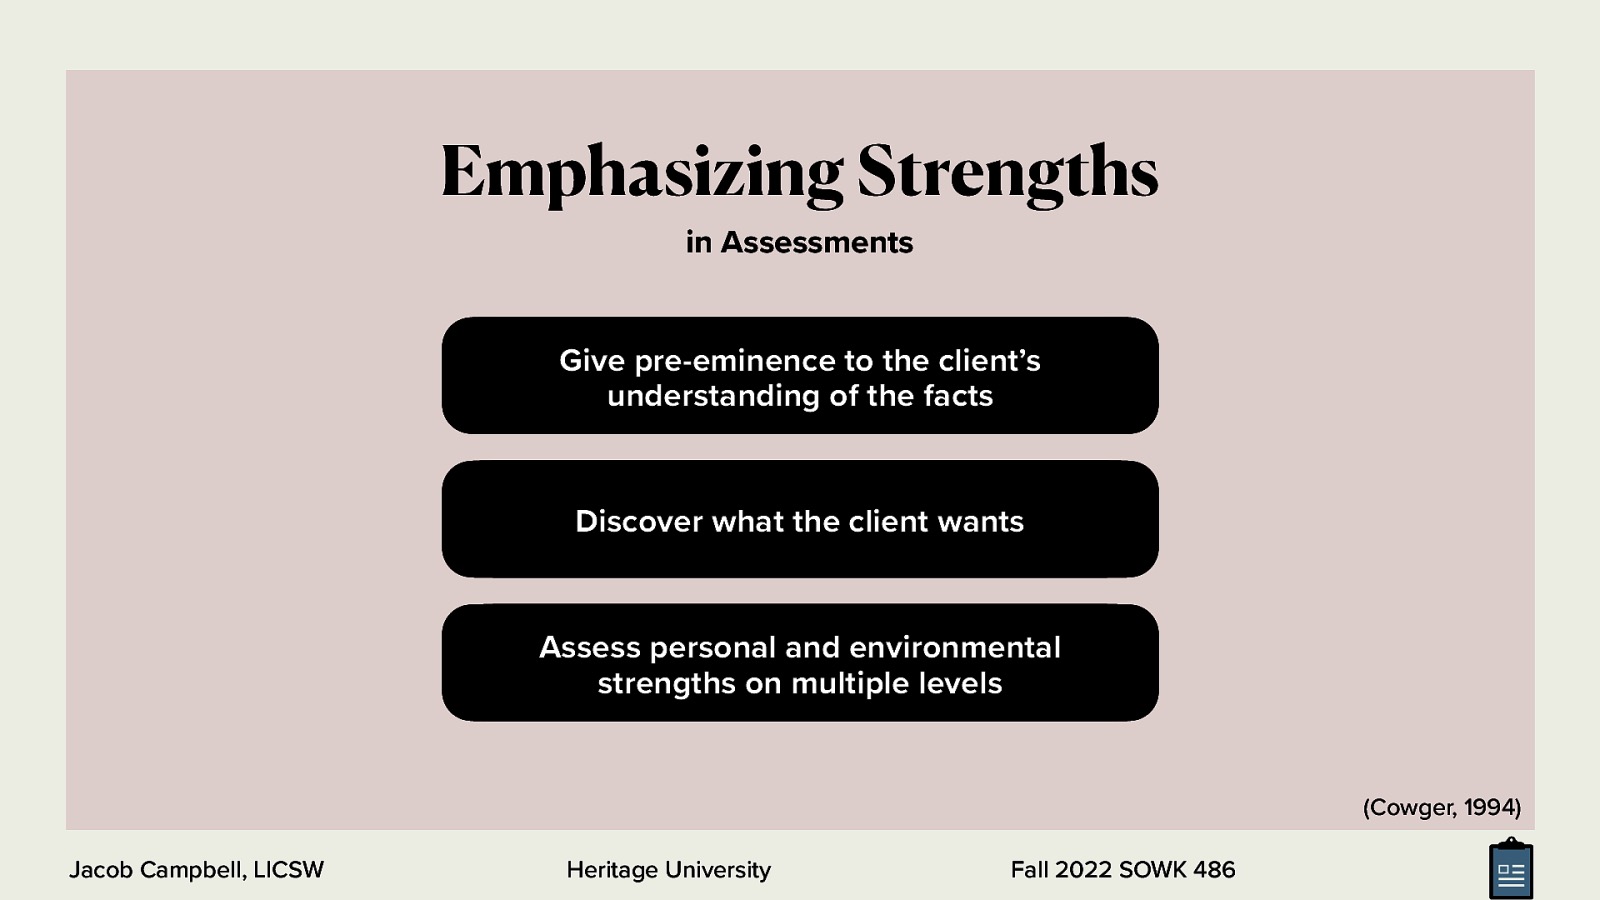 Emphasizing Strengths
in Assessments
Give pre-eminence to the client’s
understanding of the facts
Discover what the client wants
Assess personal and environmental
strengths on multiple levels
(Cowger, 1994)
Jacob Campbell, LICSW
Heritage University
Fall 2022 SOWK 486